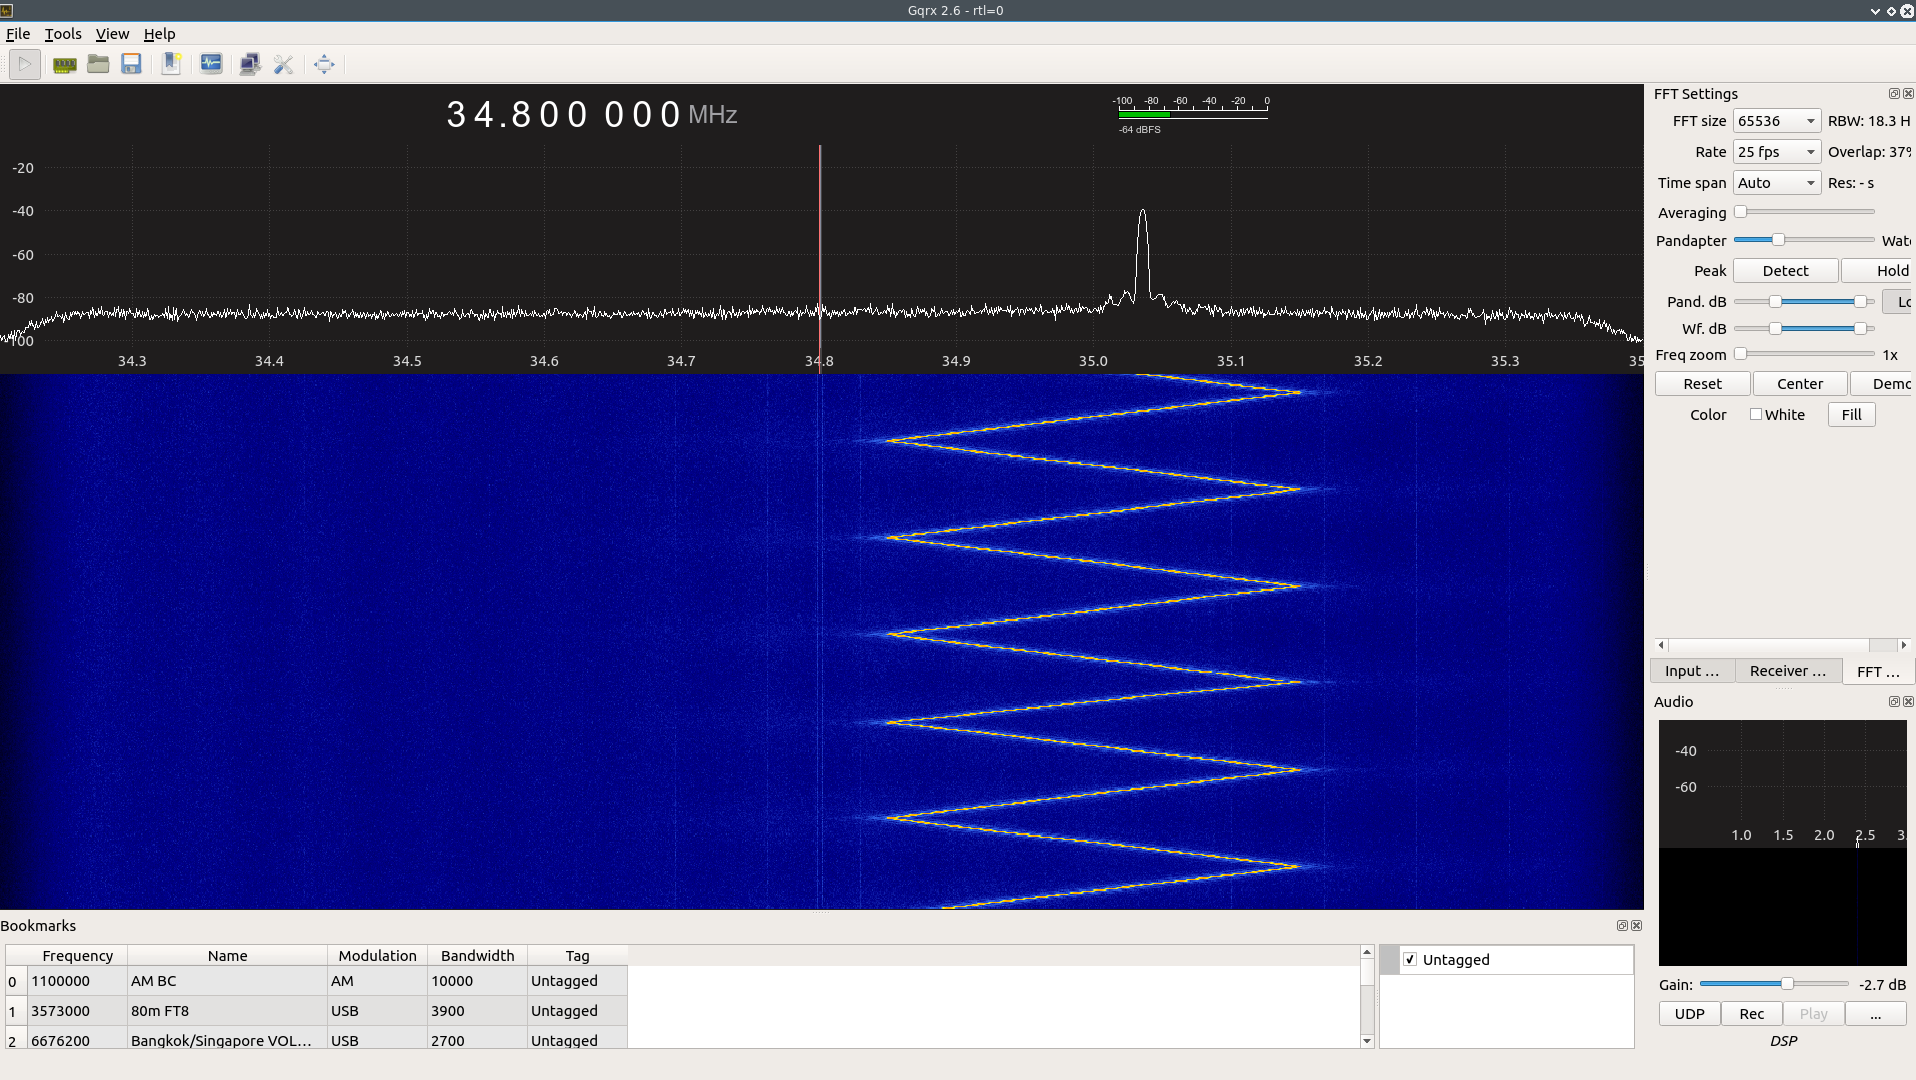 Gqrx 2.6 - rtl=0
File Tools View Help
34.800 000 MHz
-100 -80 -60 -40 -20 0
-64 dBFS
-20
-40
-60
-80
34.3 34.4 34.5 34.6 34.7 34.8 34.9 35.0 35.1 35.2 35.3 35
FFT Settings
FFT size 65536 RBW: 18.3 H
Rate 25 fps Overlap: 37%
Time span Auto Res: - s
Averaging
Pandapter
Peak Detect Hold
Pand. dB
Wf. dB
Freq zoom 1x
Reset Center
Color White Fill
Input ... Receiver ... FFT ...
Audio
-40
-60
1.0 1.5 2.0 2.5 3.
Gain: -2.7 dB
UDP Rec Play ...
DSP
Bookmarks
Frequency Name Modulation Bandwidth Tag
0 1100000 AM BC AM 10000 Untagged
1 3573000 80m FT8 USB 3900 Untagged
2 6676200 Bangkok/Singapore VOL... USB 2700 Untagged
Untagged